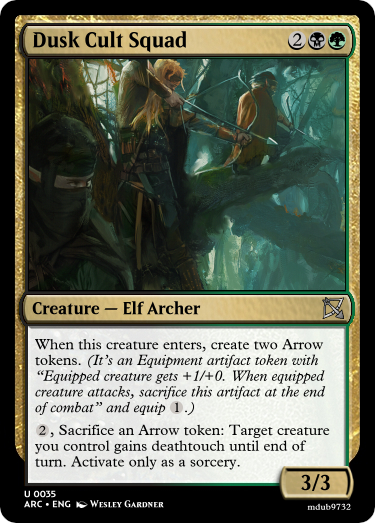 Dusk Cult Squad 2
Creature — Elf Archer
When this creature enters, create two Arrow
tokens. (It's an Equipment artifact token with
"Equipped creature gets +1/+0. When equipped
creature attacks, sacrifice this artifact at the end
of combat" and equip 1.)
2, Sacrifice an Arrow token: Target creature
you control gains deathtouch until end of
turn. Activate only as a sorcery.
3/3
U 0035
ARC • ENG Wesley Gardner
mdub9732